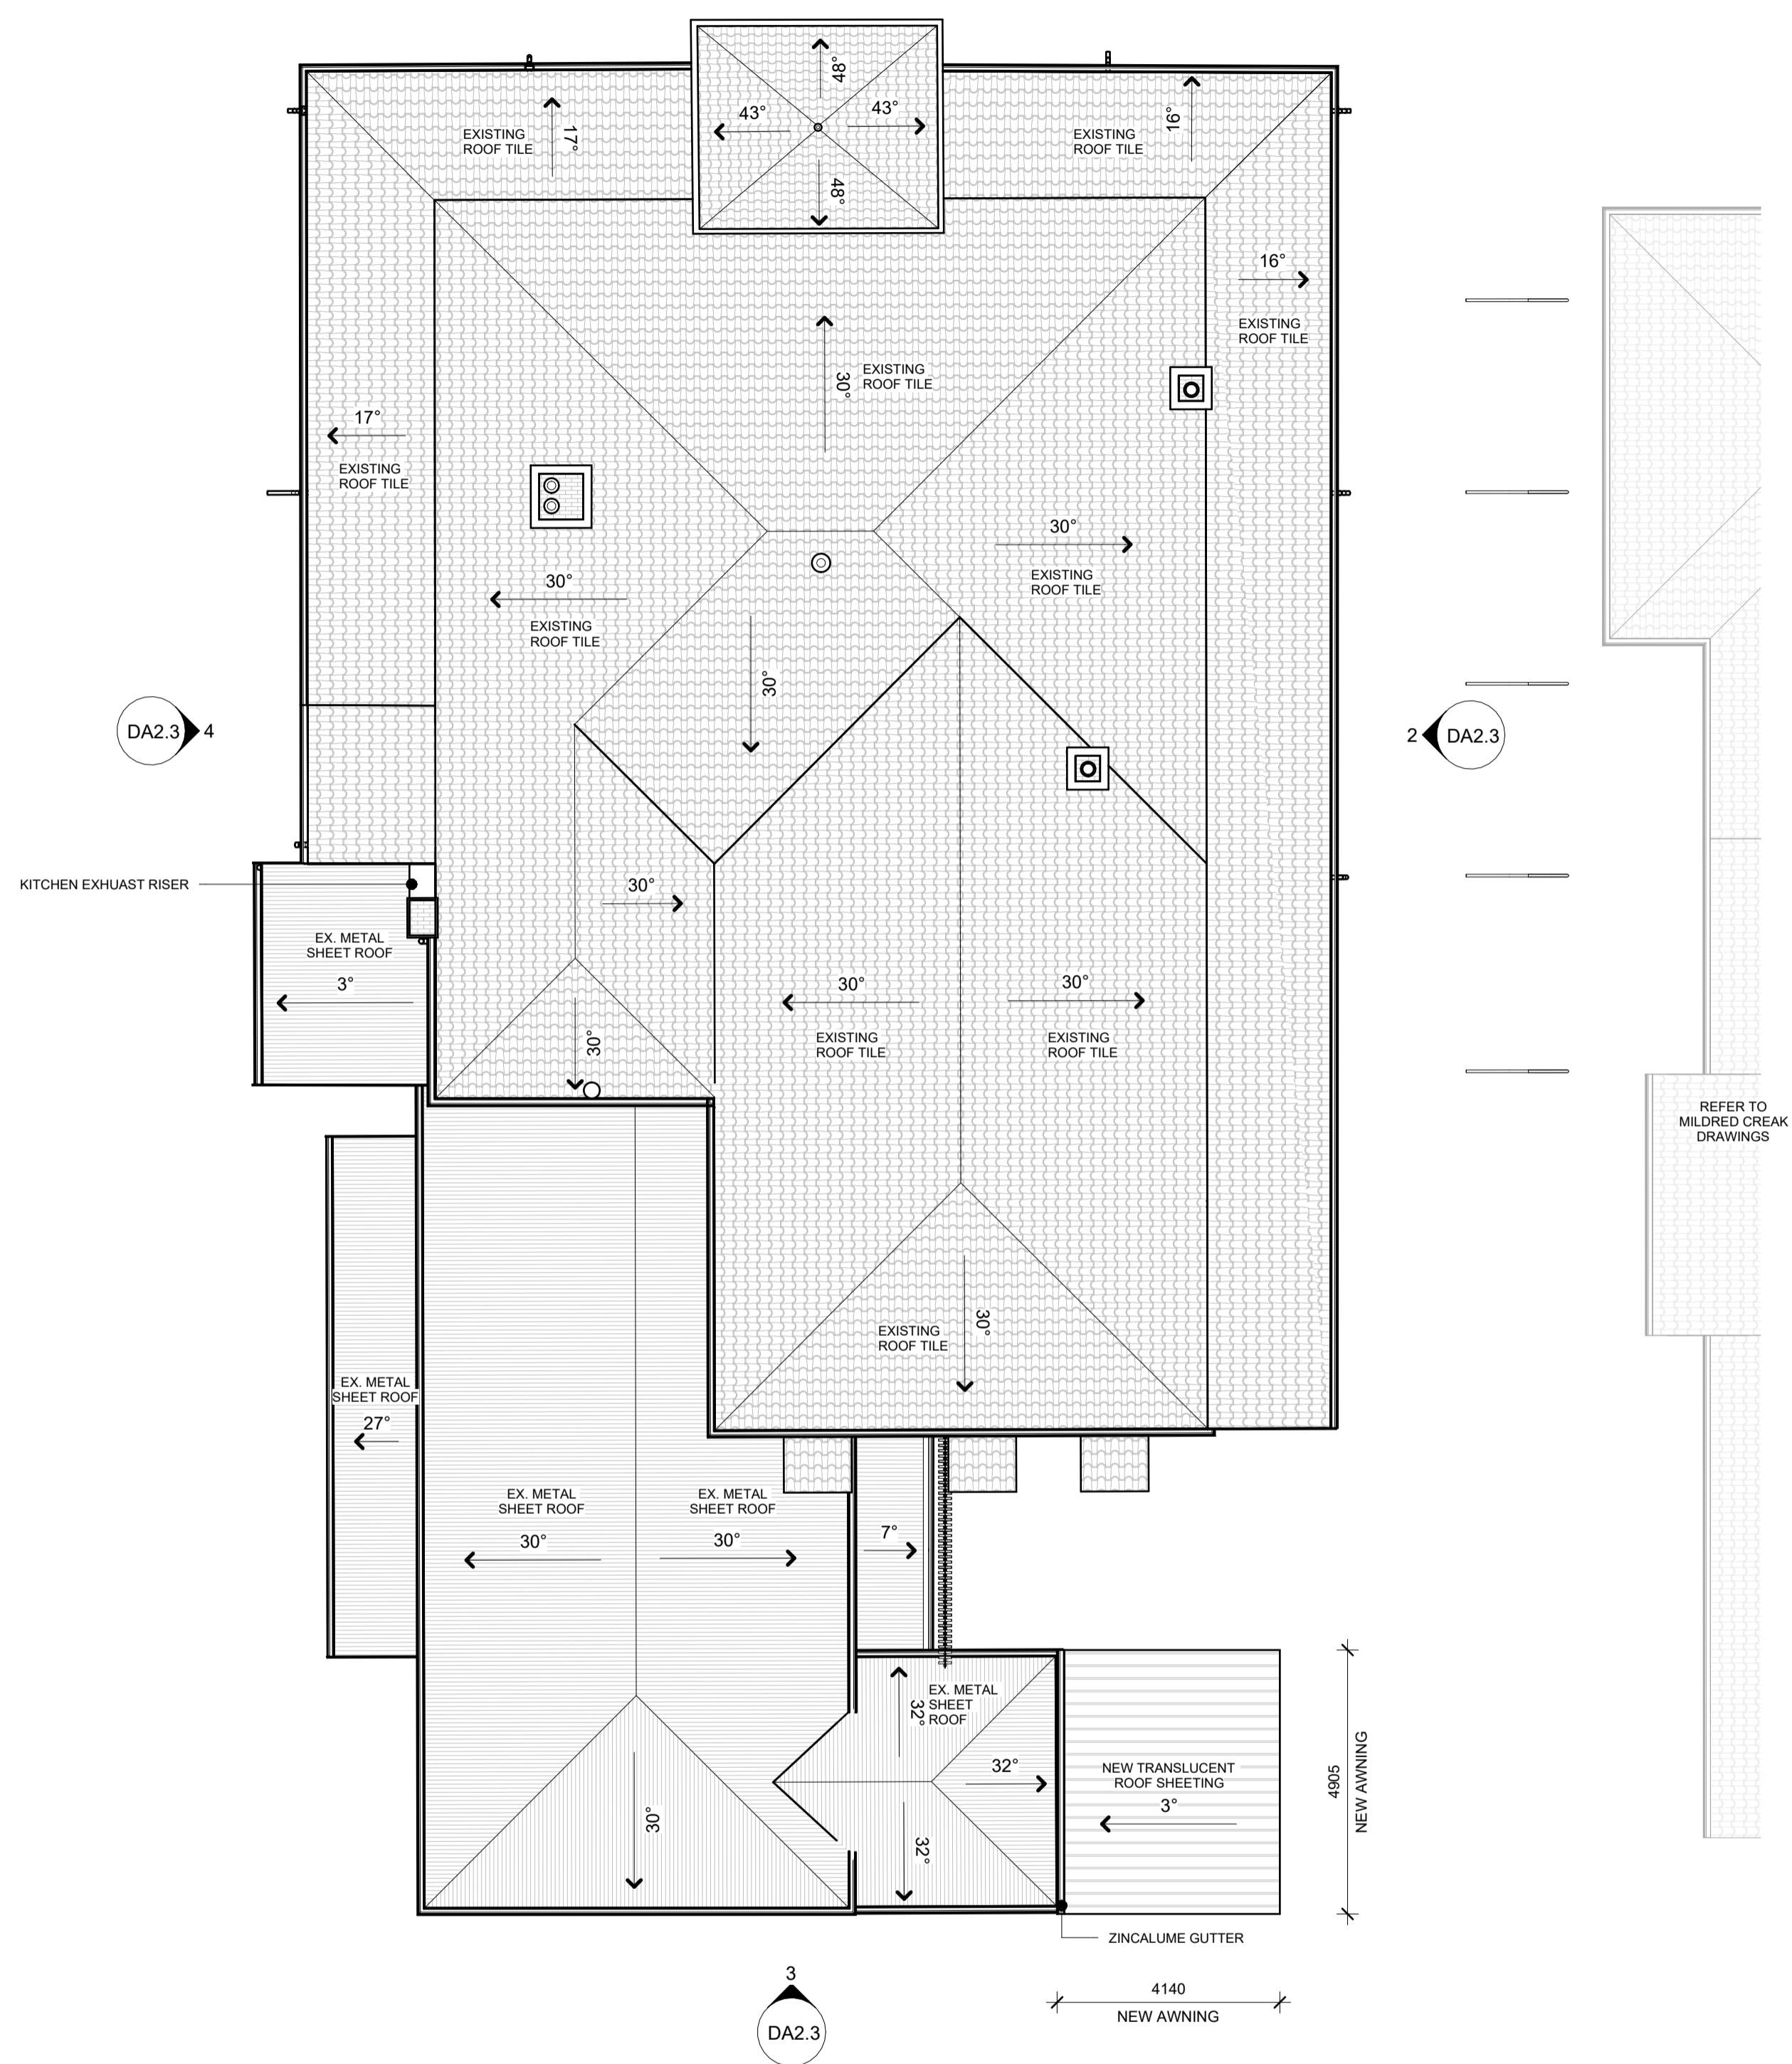 48°
43°
43°
48°
EXISTING
ROOF TILE
17°
EXISTING
ROOF TILE
16°
16°
EXISTING
ROOF TILE
30°
EXISTING
ROOF TILE
17°
EXISTING
ROOF TILE
30°
EXISTING
ROOF TILE
30°
EXISTING
ROOF TILE
30°
DA2.3
4
2
DA2.3
KITCHEN EXHUAST RISER
30°
EX. METAL
SHEET ROOF
3°
30°
30°
EXISTING
ROOF TILE
30°
EXISTING
ROOF TILE
REFER TO
MILDRED CREAK
DRAWINGS
EXISTING
ROOF TILE
30°
EX. METAL
SHEET ROOF
27°
EX. METAL
SHEET ROOF
30°
EX. METAL
SHEET ROOF
30°
7°
32°
EX. METAL
SHEET
ROOF
32°
32°
30°
NEW TRANSLUCENT
ROOF SHEETING
3°
4905
NEW AWNING
ZINCALUME GUTTER
3
DA2.3
4140
NEW AWNING